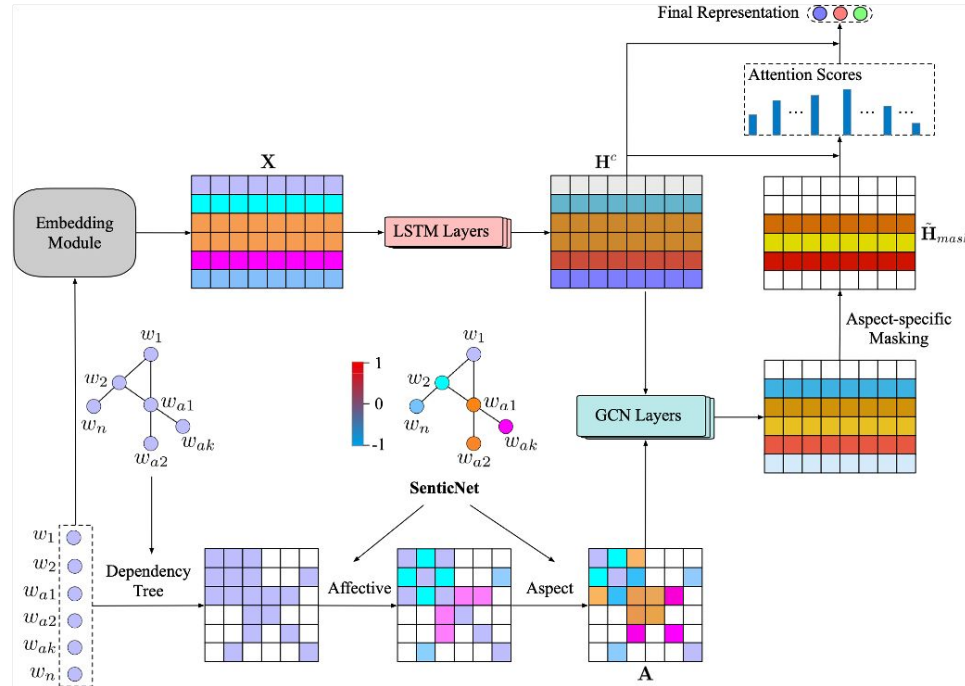 Final Representation
Attention Scores
... ... ...
X
H^c
Embedding
Module
LSTM Layers
H̃_mask
Aspect-specific
Masking
w_1
w_2
w_a1
w_n
w_ak
w_a2
1
0
-1
w_1
w_2
w_a1
w_n
w_ak
w_a2
GCN Layers
SenticNet
w_1
w_2
w_a1
w_a2
w_ak
w_n
Dependency
Tree
Affective
Aspect
A